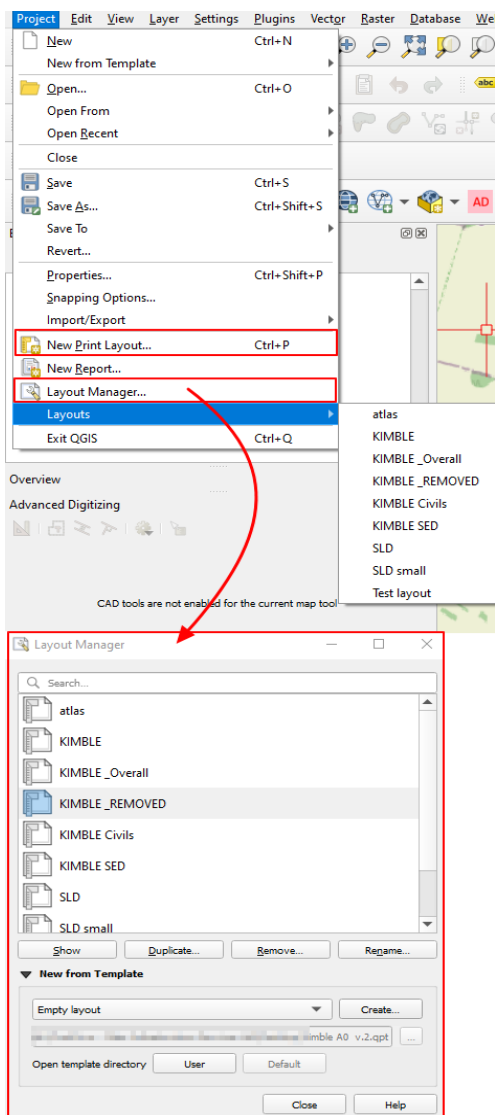 Project Edit View Layer Settings Plugins Vector Raster Database We
New Ctrl+N
New from Template
Open... Ctrl+O
abc
Open From
Open Recent
Close
Save Ctrl+S
Save As... Ctrl+Shift+S
AD
Save To
Revert...
Properties... Ctrl+Shift+P
Snapping Options...
Import/Export
New Print Layout... Ctrl+P
New Report...
Layout Manager...
Layouts
atlas
Exit QGIS Ctrl+Q
KIMBLE
KIMBLE _Overall
KIMBLE _REMOVED
KIMBLE Civils
KIMBLE SED
SLD
SLD small
Test layout
Overview
Advanced Digitizing
CAD tools are not enabled for the current map tool
Layout Manager
Search...
atlas
KIMBLE
KIMBLE _Overall
KIMBLE _REMOVED
KIMBLE Civils
KIMBLE SED
SLD
SLD small
Show Duplicate... Remove... Rename...
New from Template
Empty layout Create...
Kimble A0 v.2.qpt ...
Open template directory User Default
Close Help